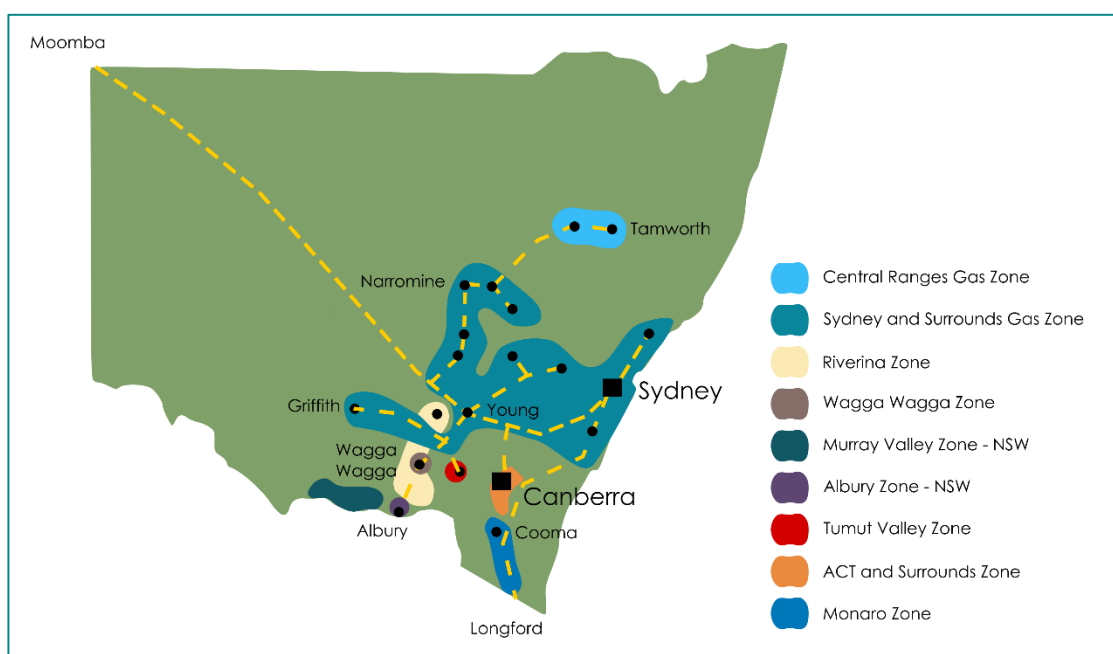 Moomba
Tamworth
Narromine
Central Ranges Gas Zone
Sydney and Surrounds Gas Zone
Riverina Zone
Wagga Wagga Zone
Murray Valley Zone - NSW
Albury Zone - NSW
Tumut Valley Zone
ACT and Surrounds Zone
Monaro Zone
Sydney
Griffith
Young
Wagga
Wagga
Canberra
Albury
Cooma
Longford